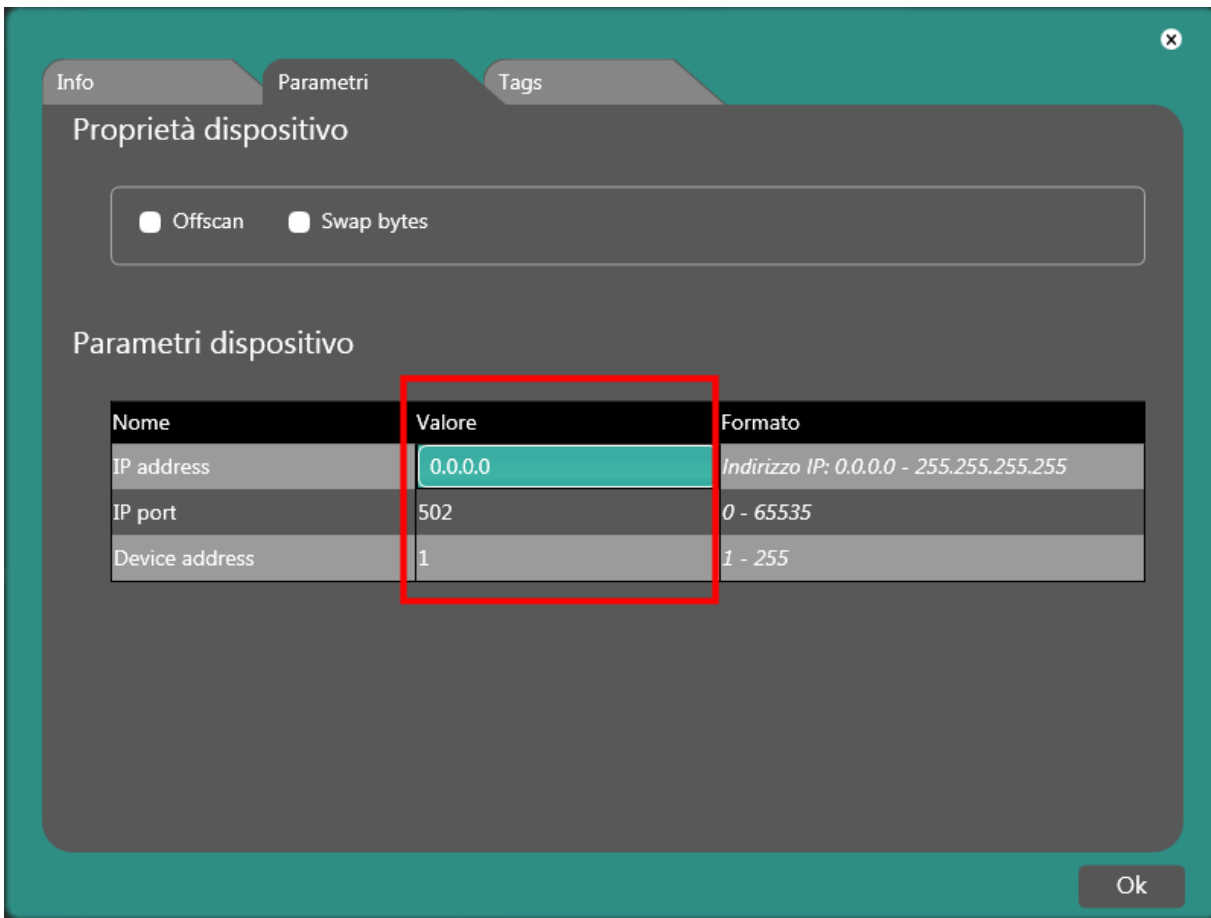 Info Parametri Tags
Proprietà dispositivo
Offscan Swap bytes
Parametri dispositivo
Nome Valore Formato
IP address 0.0.0.0 Indirizzo IP: 0.0.0.0 - 255.255.255.255
IP port 502 0 - 65535
Device address 1 1 - 255
Ok